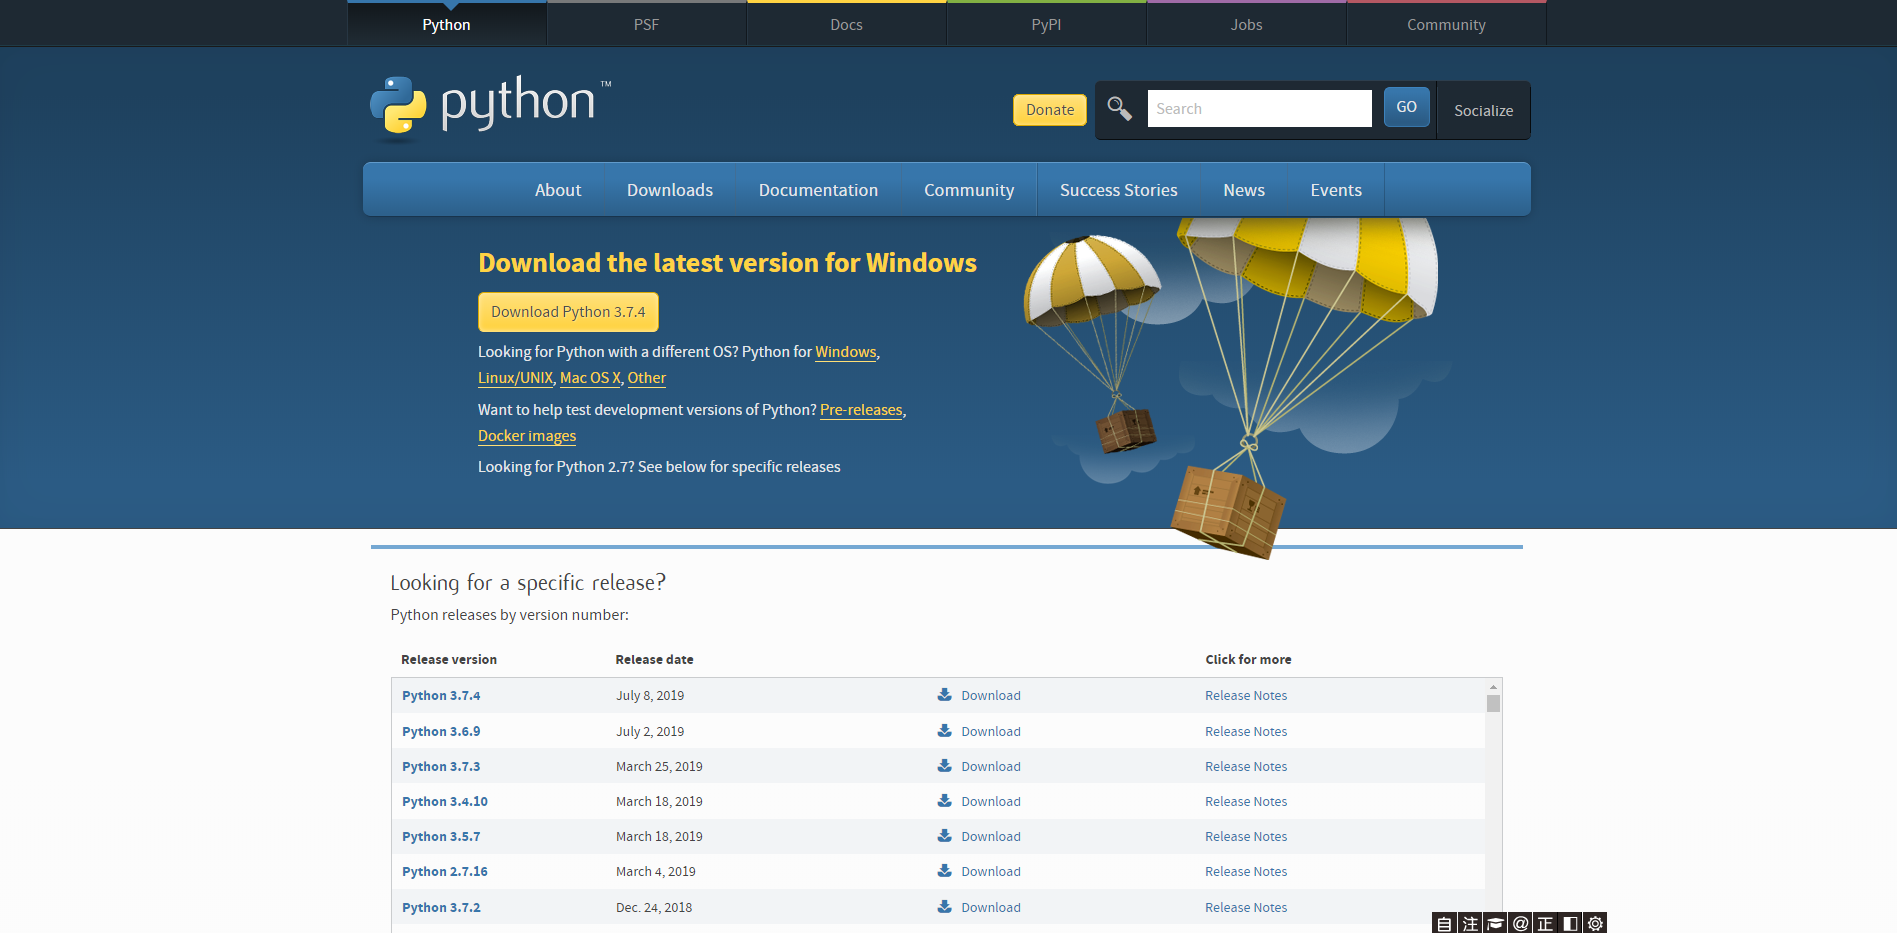 Python PSF Docs PyPI Jobs Community
python™
Donate Search GO Socialize
About Downloads Documentation Community Success Stories News Events
Download the latest version for Windows
Download Python 3.7.4
Looking for Python with a different OS? Python for Windows,
Linux/UNIX, Mac OS X, Other
Want to help test development versions of Python? Pre-releases,
Docker images
Looking for Python 2.7? See below for specific releases
Looking for a specific release?
Python releases by version number:
Release version Release date Click for more
Python 3.7.4 July 8, 2019 Download Release Notes
Python 3.6.9 July 2, 2019 Download Release Notes
Python 3.7.3 March 25, 2019 Download Release Notes
Python 3.4.10 March 18, 2019 Download Release Notes
Python 3.5.7 March 18, 2019 Download Release Notes
Python 2.7.16 March 4, 2019 Download Release Notes
Python 3.7.2 Dec. 24, 2018 Download Release Notes
自 注 @ 正